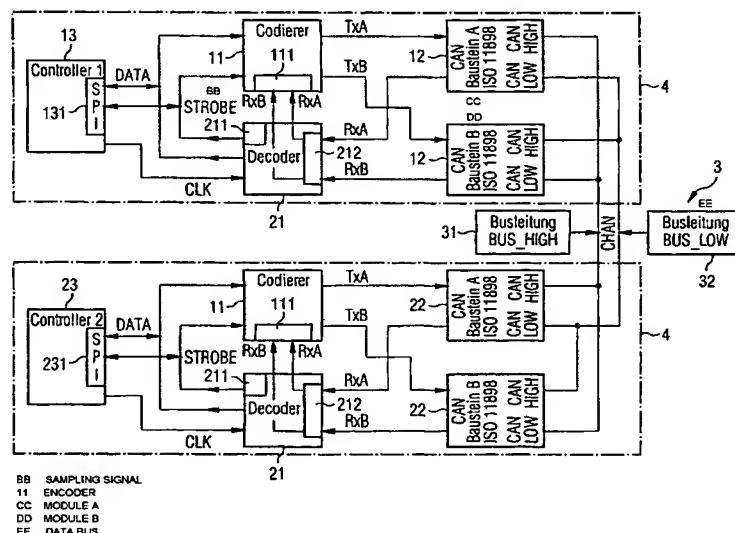 13
Controller 1
S
P
I
131
DATA
BB
STROBE
CLK
Codierer
11
111
RxB
RxA
211
Decoder
212
21
TxA
TxB
RxA
RxB
12
CAN
Baustein A
ISO 11898
CAN HIGH
CAN LOW
CC
DD
12
CAN
Baustein B
ISO 11898
CAN LOW
CAN HIGH
4
3
31
Busleitung
BUS_HIGH
CHAN
EE
Busleitung
BUS_LOW
32
23
Controller 2
S
P
I
231
DATA
STROBE
CLK
Codierer
11
111
RxB
RxA
211
Decoder
212
21
TxA
TxB
RxA
RxB
22
CAN
Baustein A
ISO 11898
CAN HIGH
CAN LOW
22
CAN
Baustein B
ISO 11898
CAN LOW
CAN HIGH
4
BB SAMPLING SIGNAL
11 ENCODER
CC MODULE A
DD MODULE B
EE DATA BUS